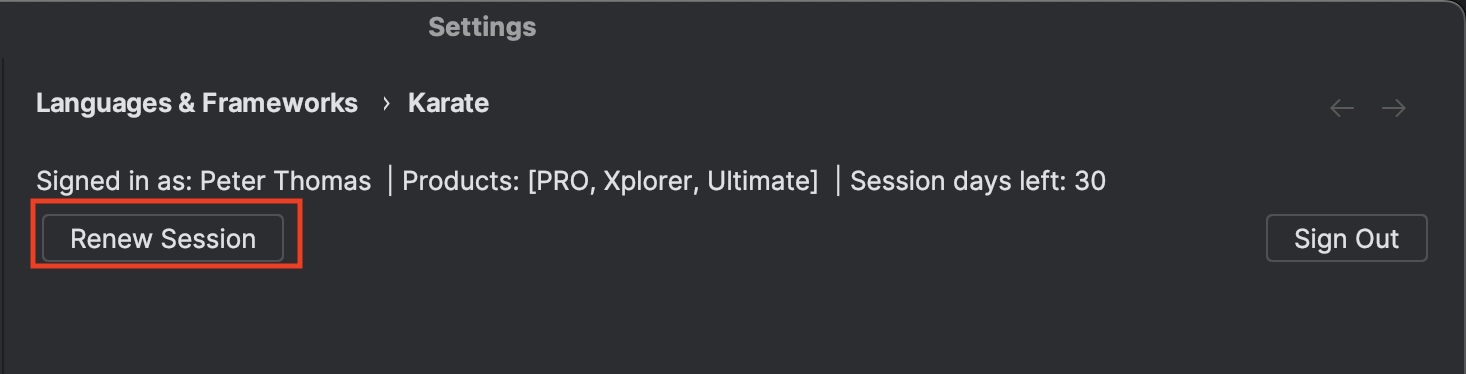 Settings
Languages & Frameworks › Karate
Signed in as: Peter Thomas | Products: [PRO, Xplorer, Ultimate] | Session days left: 30
Renew Session
Sign Out